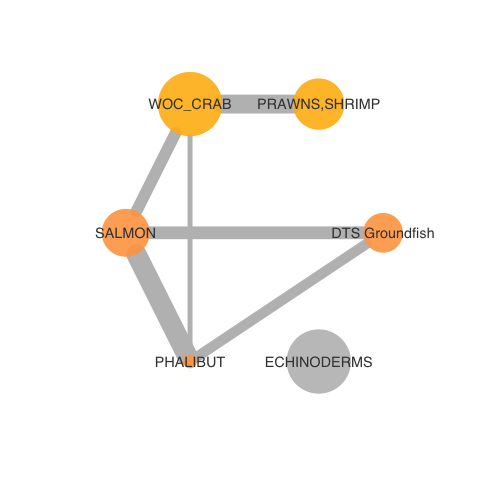 WOC_CRAB
PRAWNS,SHRIMP
SALMON
DTS Groundfish
PHALIBUT
ECHINODERMS